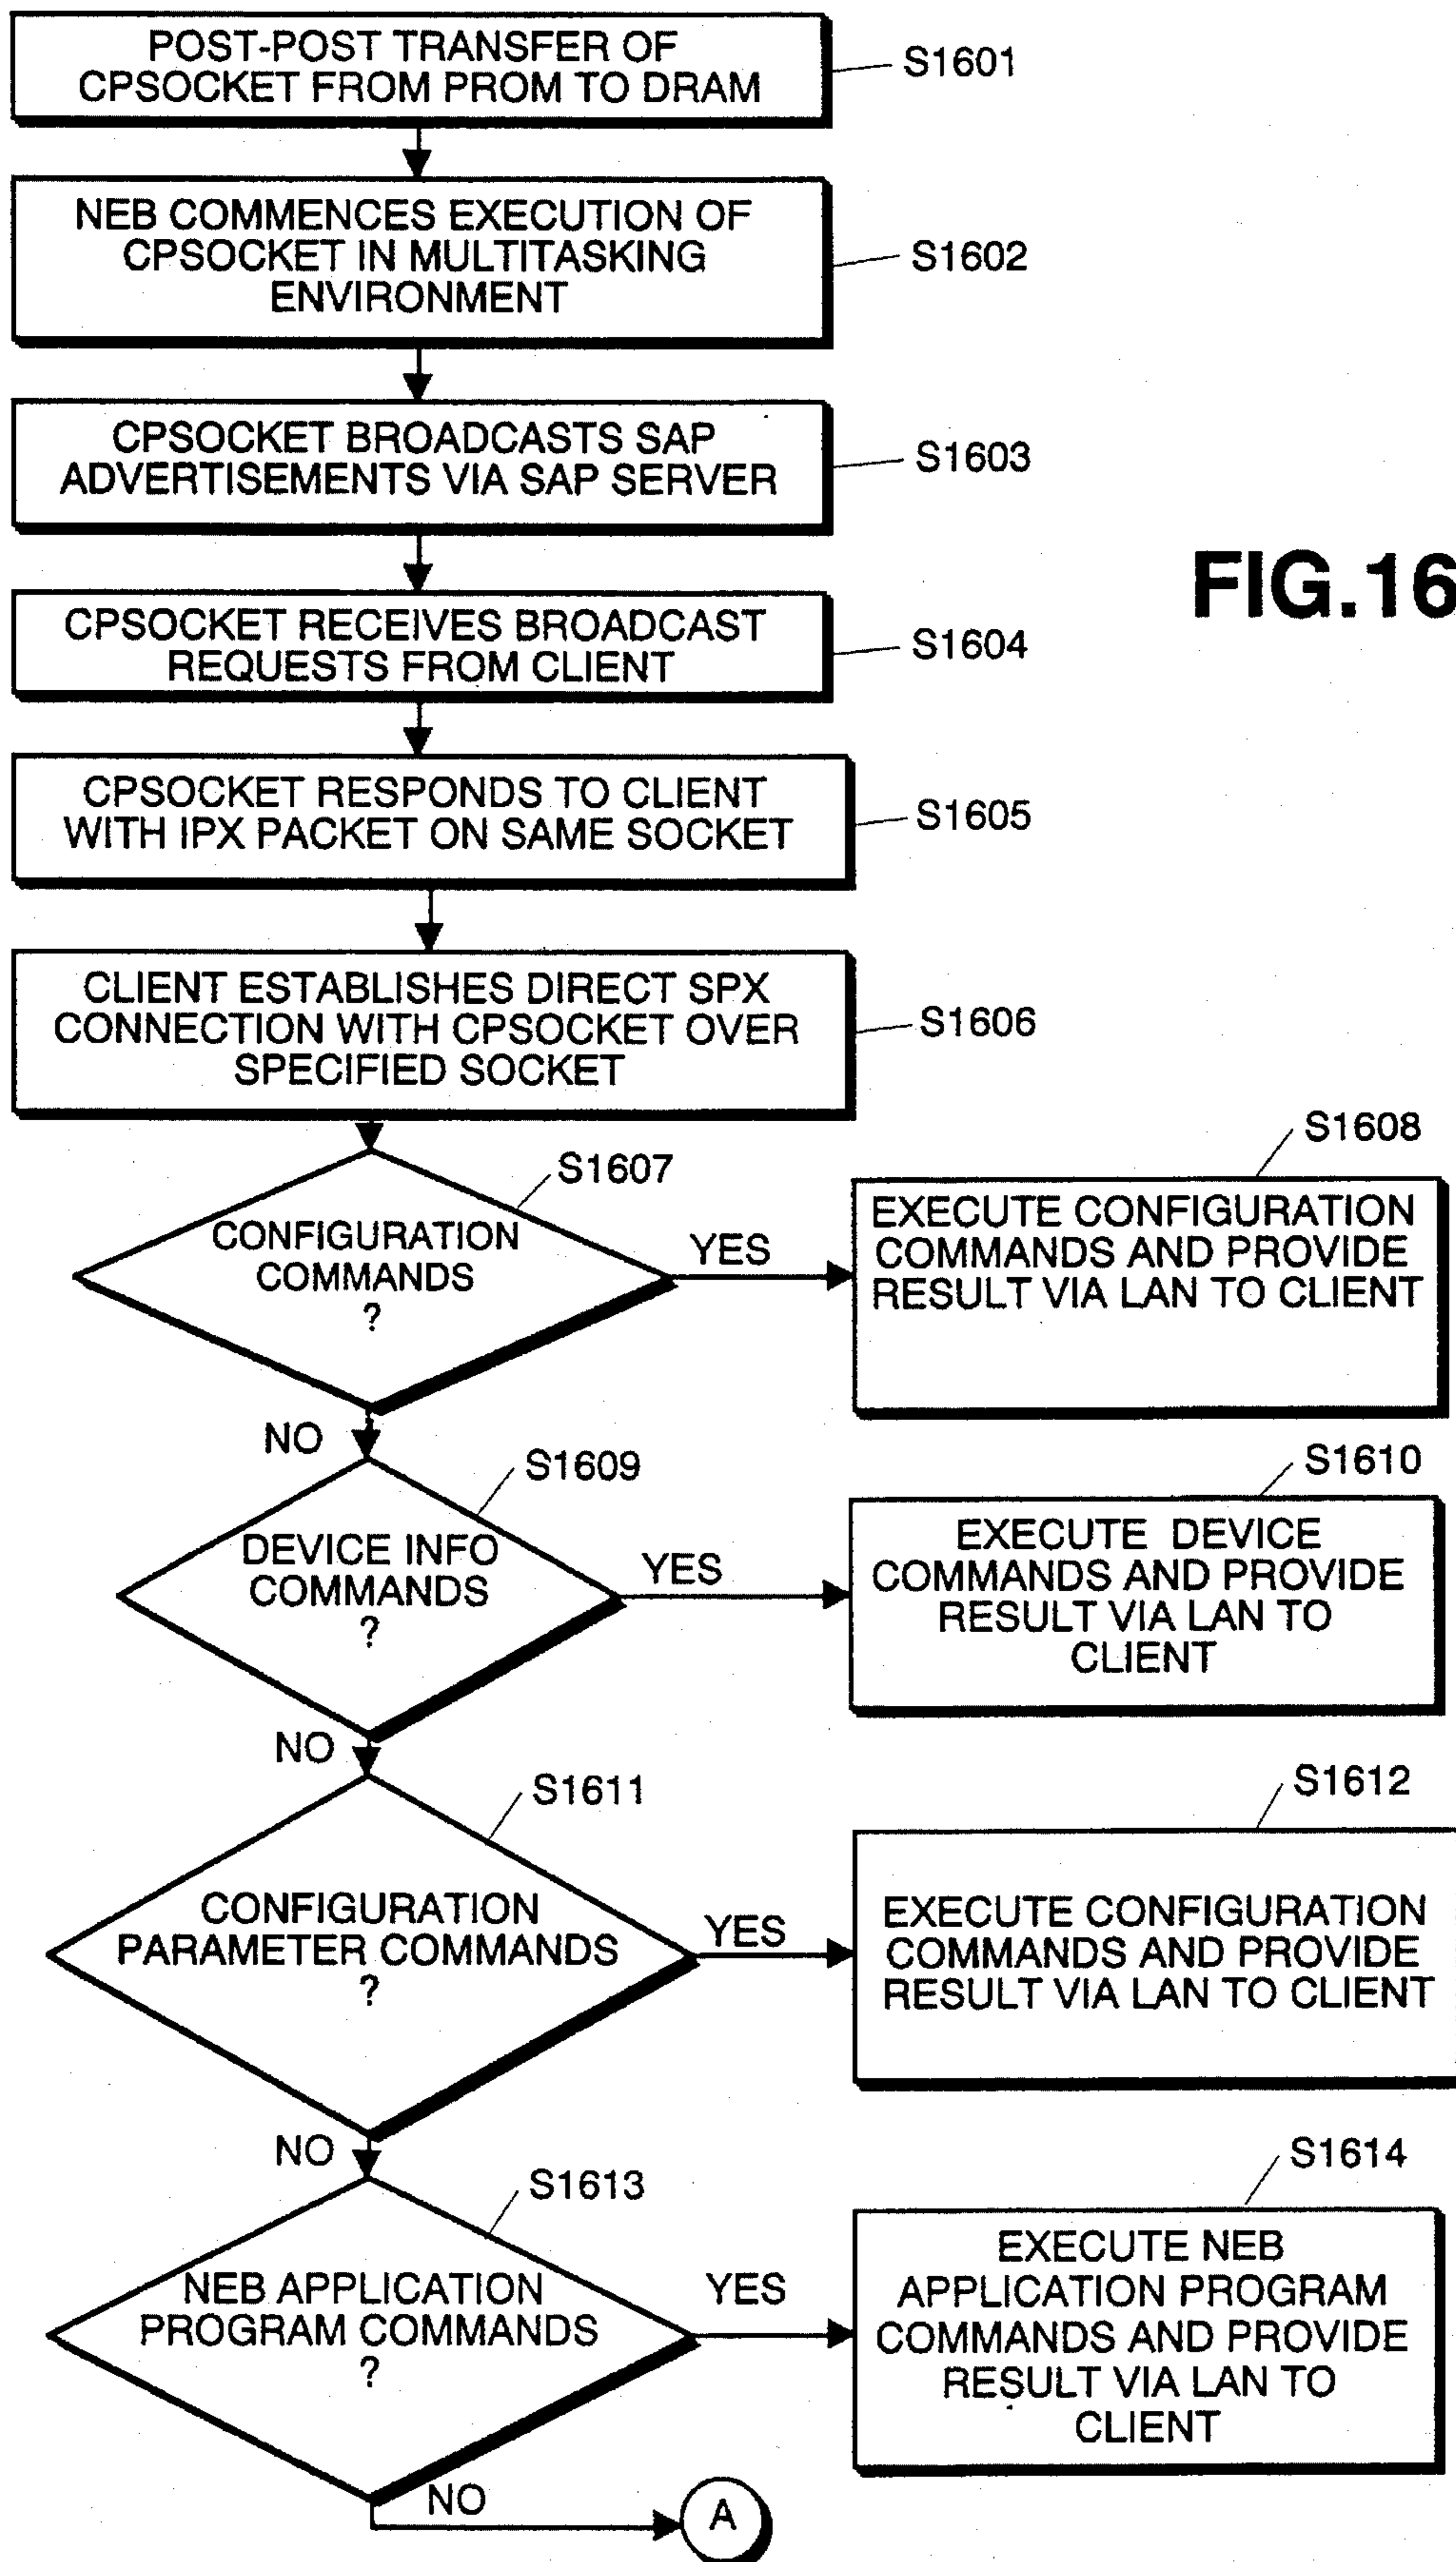 POST-POST TRANSFER OF
CPSOCKET FROM PROM TO DRAM
S1601
NEB COMMENCES EXECUTION OF
CPSOCKET IN MULTITASKING
ENVIRONMENT
S1602
CPSOCKET BROADCASTS SAP
ADVERTISEMENTS VIA SAP SERVER
S1603
FIG.16
CPSOCKET RECEIVES BROADCAST
REQUESTS FROM CLIENT
S1604
CPSOCKET RESPONDS TO CLIENT
WITH IPX PACKET ON SAME SOCKET
S1605
CLIENT ESTABLISHES DIRECT SPX
CONNECTION WITH CPSOCKET OVER
SPECIFIED SOCKET
S1606
S1607
CONFIGURATION
COMMANDS
?
YES
S1608
EXECUTE CONFIGURATION
COMMANDS AND PROVIDE
RESULT VIA LAN TO CLIENT
NO
S1609
DEVICE INFO
COMMANDS
?
YES
S1610
EXECUTE DEVICE
COMMANDS AND PROVIDE
RESULT VIA LAN TO
CLIENT
NO
S1611
CONFIGURATION
PARAMETER COMMANDS
?
YES
S1612
EXECUTE CONFIGURATION
COMMANDS AND PROVIDE
RESULT VIA LAN TO CLIENT
NO
S1613
NEB APPLICATION
PROGRAM COMMANDS
?
YES
S1614
EXECUTE NEB
APPLICATION PROGRAM
COMMANDS AND PROVIDE
RESULT VIA LAN TO
CLIENT
NO
A